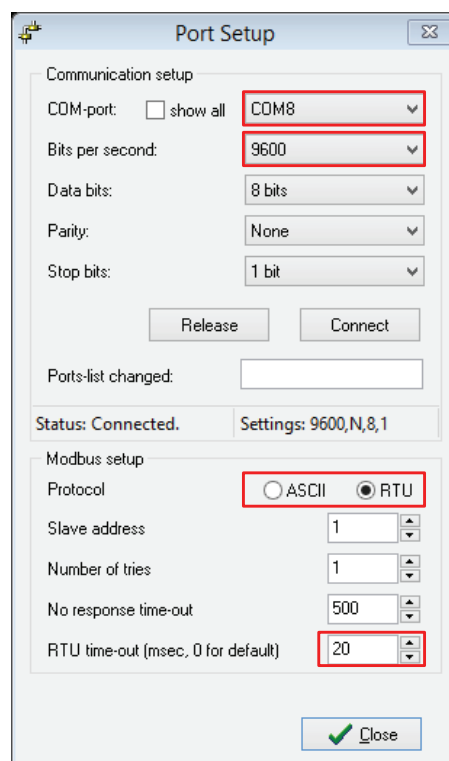 Port Setup
Communication setup
COM-port: show all COM8
Bits per second: 9600
Data bits: 8 bits
Parity: None
Stop bits: 1 bit
Release Connect
Ports-list changed:
Status: Connected. Settings: 9600,N,8,1
Modbus setup
Protocol ASCII RTU
Slave address 1
Number of tries 1
No response time-out 500
RTU time-out (msec, 0 for default) 20
Close